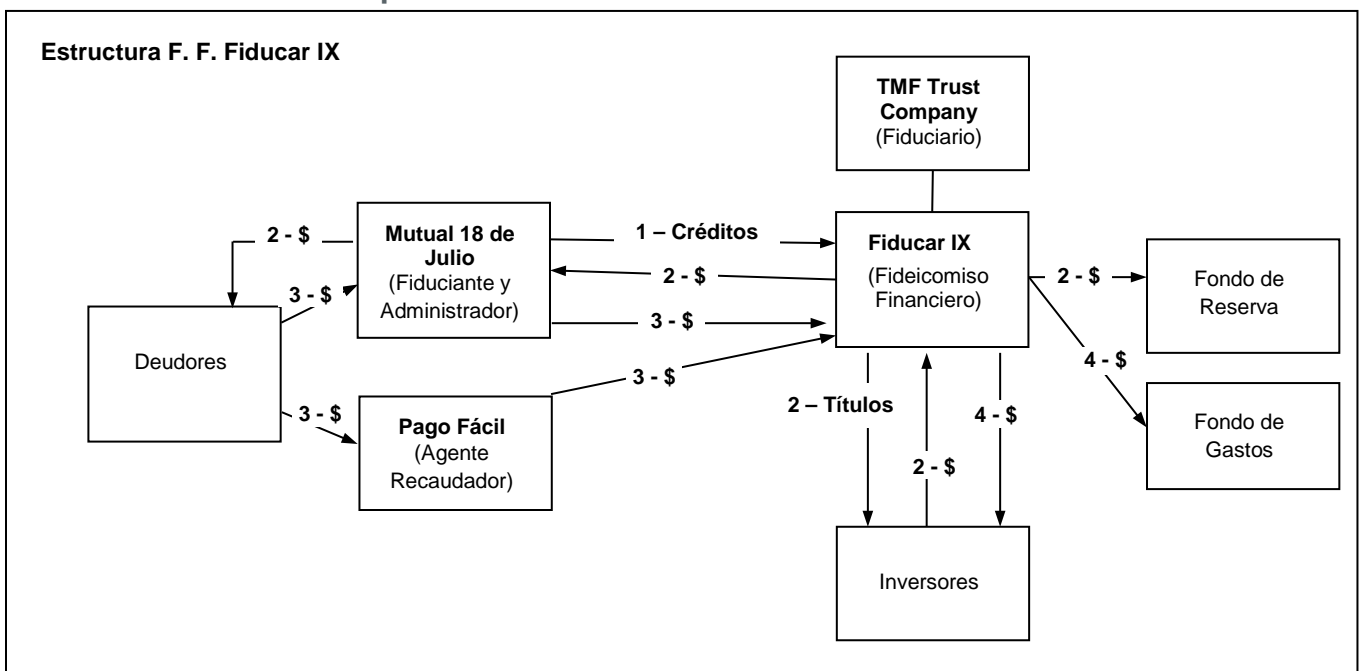 Estructura F. F. Fiducar IX
TMF Trust
Company
(Fiduciario)
2 - $
Mutual 18 de
Julio
(Fiduciante y
Administrador)
1 – Créditos
2 - $
3 - $
Fiducar IX
(Fideicomiso
Financiero)
2 - $
Fondo de
Reserva
3 - $
Deudores
3 - $
Pago Fácil
(Agente
Recaudador)
3 - $
2 – Títulos
2 - $
4 - $
4 - $
Fondo de
Gastos
Inversores